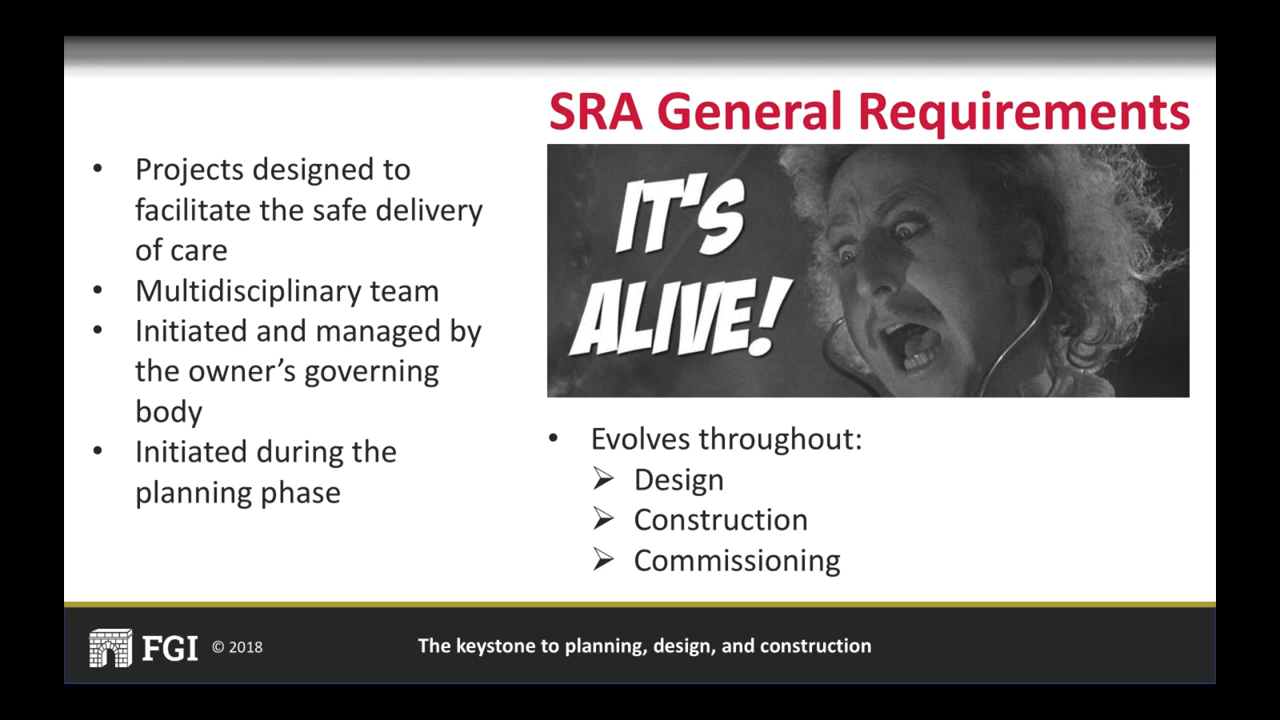 SRA General Requirements
• Projects designed to
facilitate the safe delivery
of care
• Multidisciplinary team
• Initiated and managed by
the owner’s governing
body
• Initiated during the
planning phase
IT'S
ALIVE!
• Evolves throughout:
➢ Design
➢ Construction
➢ Commissioning
FGI © 2018
The keystone to planning, design, and construction